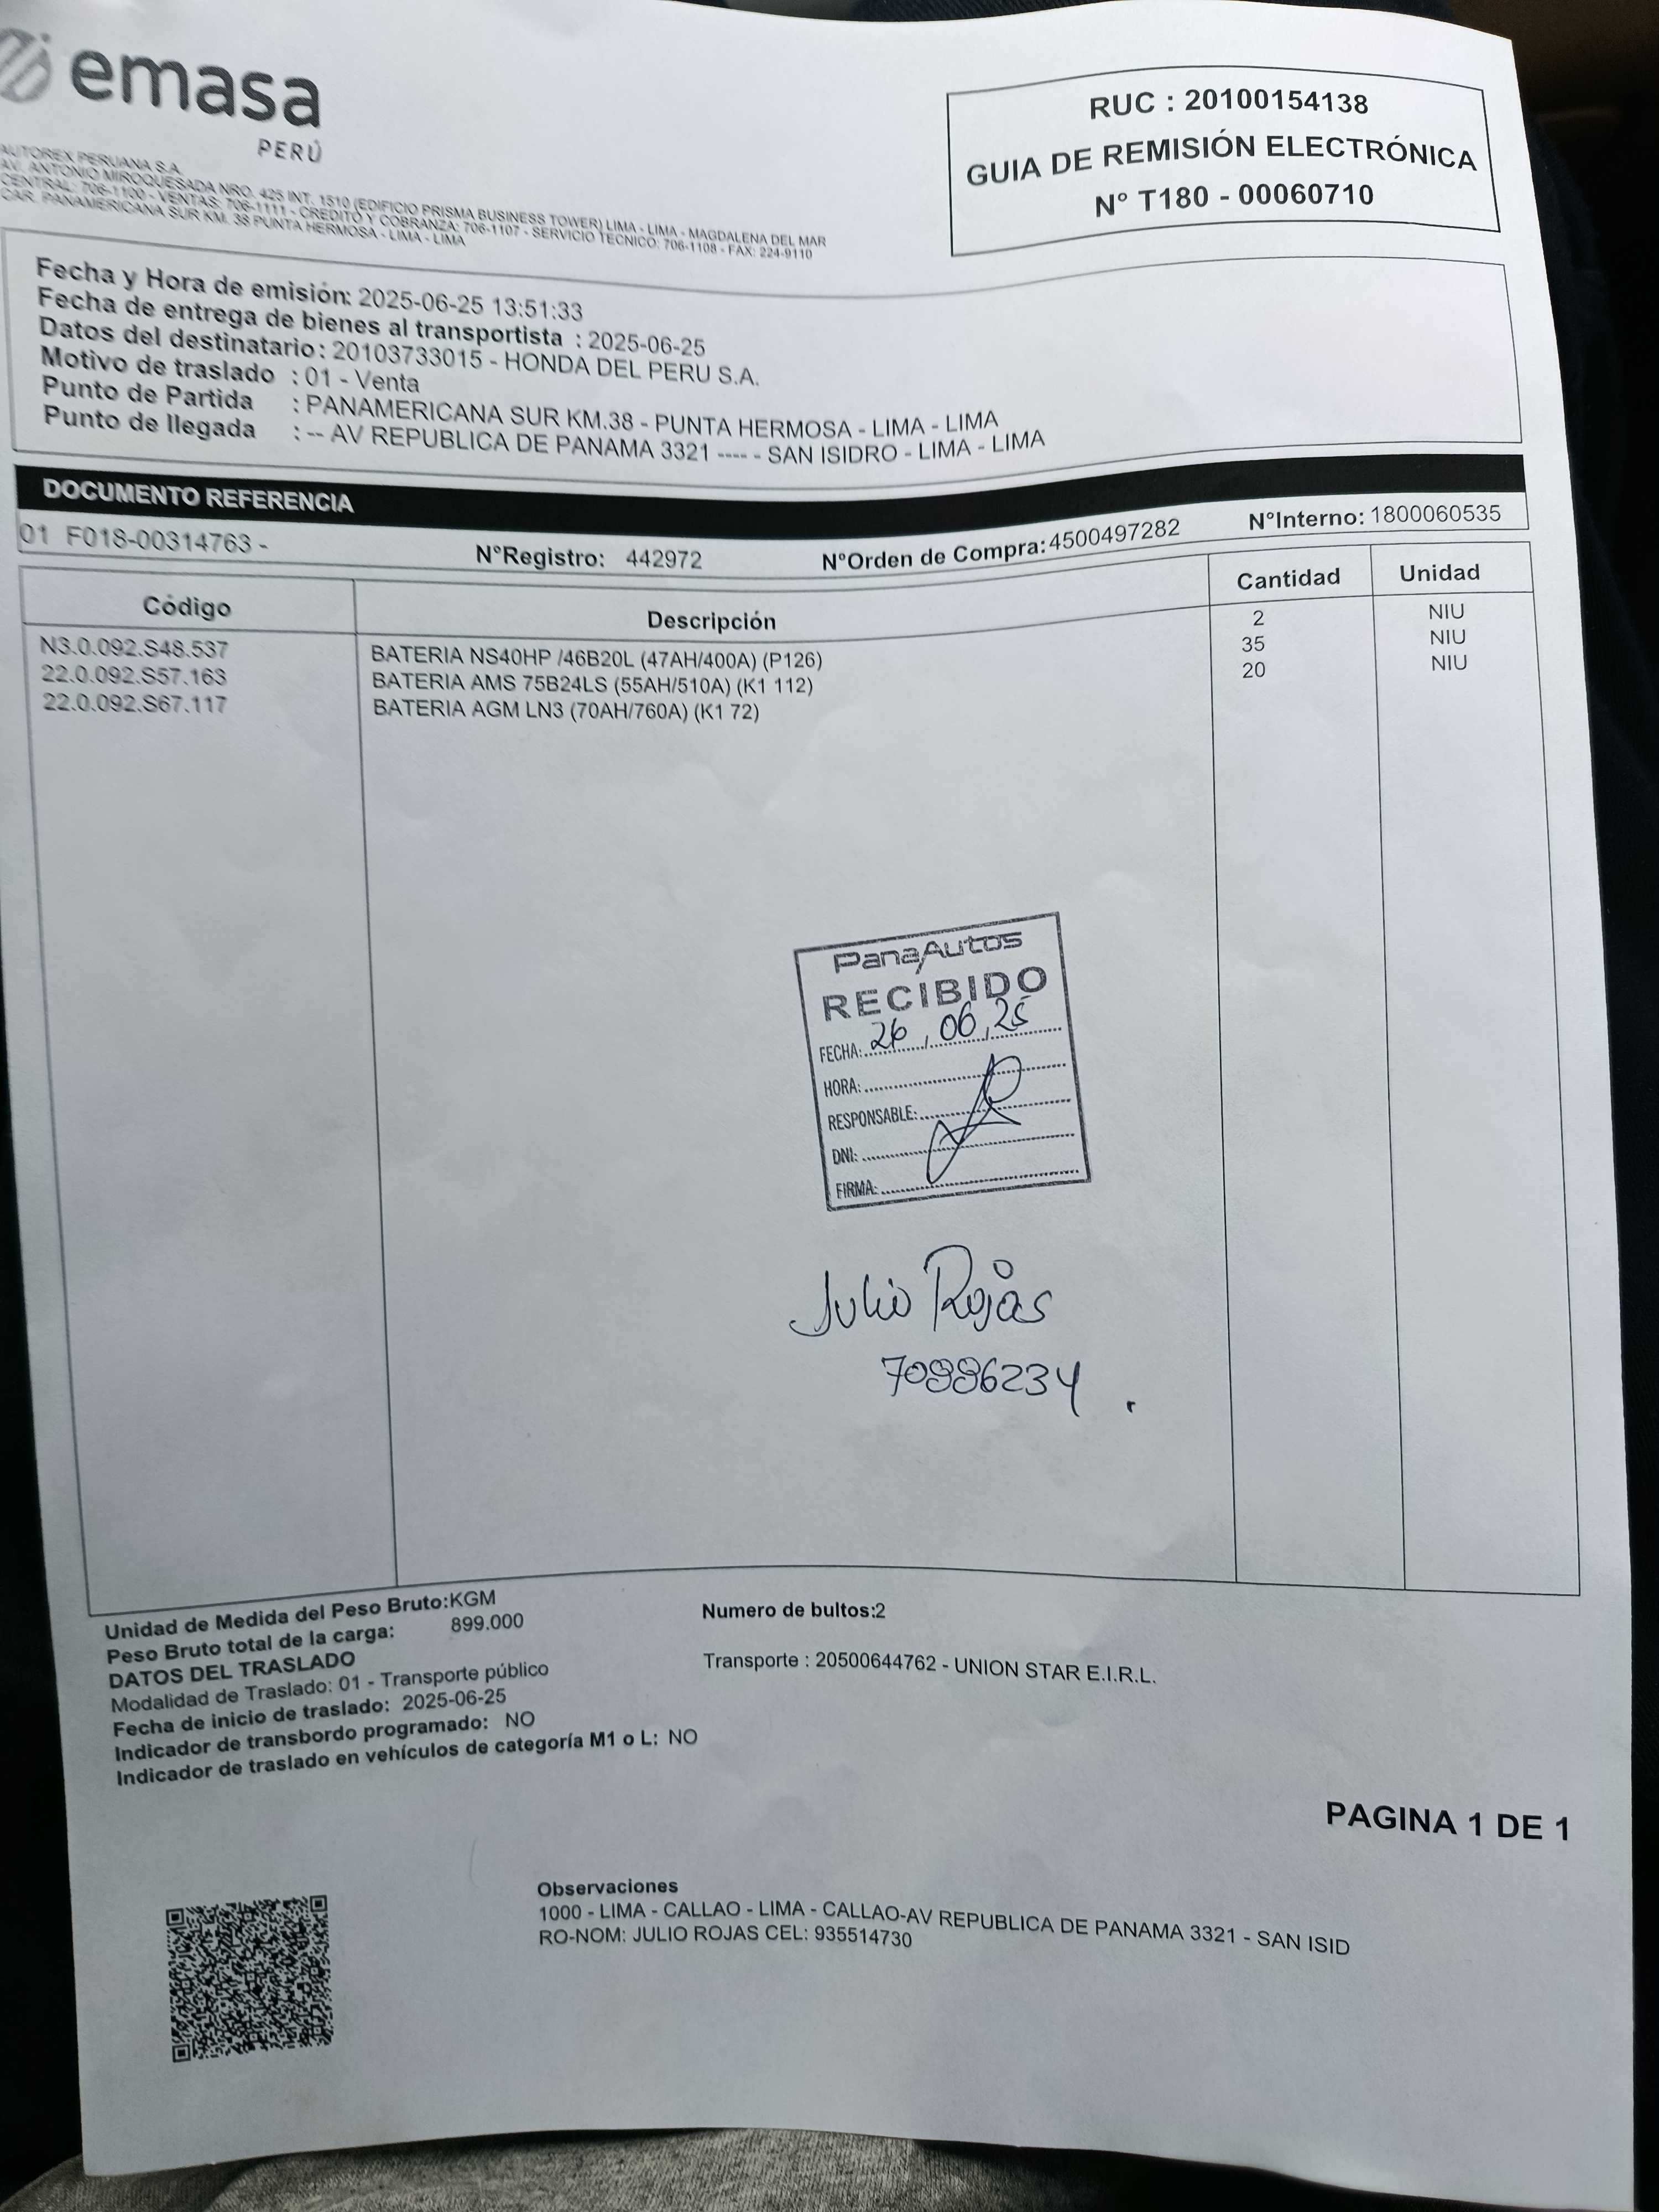 emasa
PERÚ
AUTOREX PERUANA S.A.
AV. ANTONIO MIROQUESADA NRO. 425 INT. 1510 (EDIFICIO PRISMA BUSINESS TOWER) LIMA - LIMA - MAGDALENA DEL MAR
CENTRAL: 706-1100 - VENTAS: 706-1111 - CREDITO Y COBRANZA: 706-1107 - SERVICIO TECNICO: 706-1108 - FAX: 224-9110
CAR. PANAMERICANA SUR KM. 38 PUNTA HERMOSA - LIMA - LIMA
RUC : 20100154138
GUIA DE REMISIÓN ELECTRÓNICA
N° T180 - 00060710
Fecha y Hora de emisión: 2025-06-25 13:51:33
Fecha de entrega de bienes al transportista : 2025-06-25
Datos del destinatario: 20103733015 - HONDA DEL PERU S.A.
Motivo de traslado : 01 - Venta
Punto de Partida : PANAMERICANA SUR KM.38 - PUNTA HERMOSA - LIMA - LIMA
Punto de llegada : -- AV REPUBLICA DE PANAMA 3321 ---- - SAN ISIDRO - LIMA - LIMA
DOCUMENTO REFERENCIA
01 F018-00314763 - N°Registro: 442972 N°Orden de Compra:4500497282 N°Interno: 1800060535
Código Descripción Cantidad Unidad
N3.0.092.S48.537 BATERIA NS40HP /46B20L (47AH/400A) (P126) 2 NIU
22.0.092.S57.163 BATERIA AMS 75B24LS (55AH/510A) (K1 112) 35 NIU
22.0.092.S67.117 BATERIA AGM LN3 (70AH/760A) (K1 72) 20 NIU
PanaAutos
RECIBIDO
FECHA: 26, 06, 25
HORA:
RESPONSABLE:
DNI:
FIRMA:
Julio Rojas
70996234
Unidad de Medida del Peso Bruto:KGM Numero de bultos:2
Peso Bruto total de la carga: 899.000
DATOS DEL TRASLADO Transporte : 20500644762 - UNION STAR E.I.R.L.
Modalidad de Traslado: 01 - Transporte público
Fecha de inicio de traslado: 2025-06-25
Indicador de transbordo programado: NO
Indicador de traslado en vehículos de categoría M1 o L: NO
PAGINA 1 DE 1
Observaciones
1000 - LIMA - CALLAO - LIMA - CALLAO-AV REPUBLICA DE PANAMA 3321 - SAN ISID
RO-NOM: JULIO ROJAS CEL: 935514730